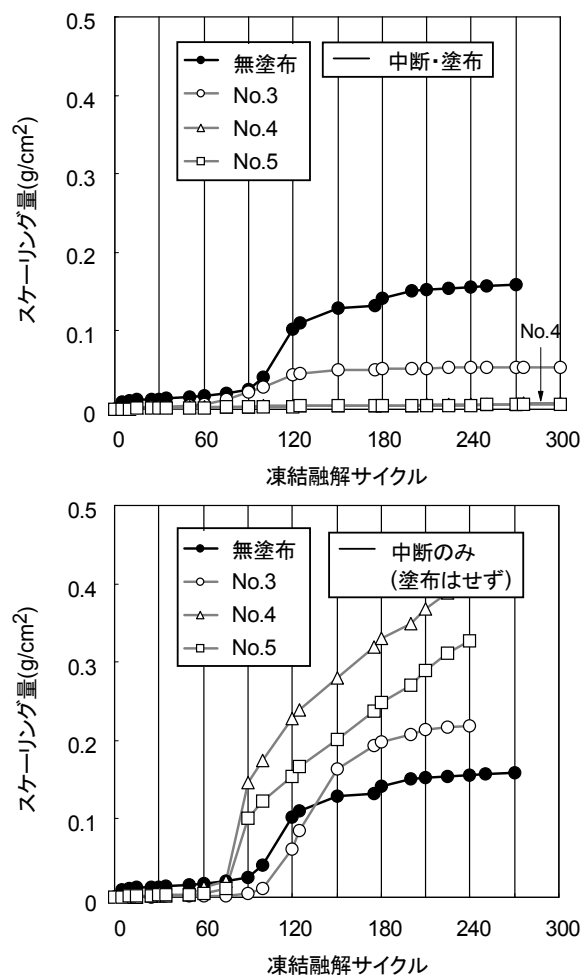 0.5
0.4
0.3
0.2
0.1
0
スケーリング量(g/cm2)
無塗布
No.3
No.4
No.5
中断・塗布
No.4
0 60 120 180 240 300
凍結融解サイクル
0.5
0.4
0.3
0.2
0.1
0
スケーリング量(g/cm2)
無塗布
No.3
No.4
No.5
中断のみ
(塗布はせず)
0 60 120 180 240 300
凍結融解サイクル